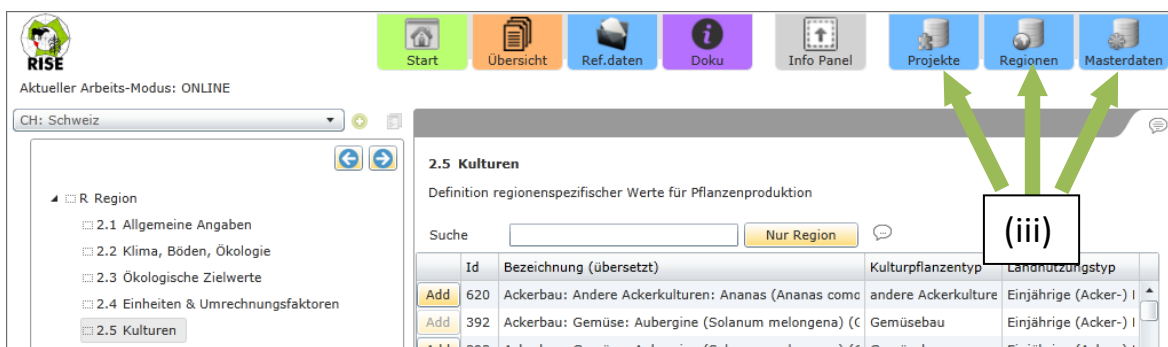 RISE
Start
Übersicht
Ref.daten
Doku
Info Panel
Projekte
Regionen
Masterdaten
Aktueller Arbeits-Modus: ONLINE
CH: Schweiz
2.5 Kulturen
Definition regionenspezifischer Werte für Pflanzenproduktion
R Region
2.1 Allgemeine Angaben
2.2 Klima, Böden, Ökologie
2.3 Ökologische Zielwerte
2.4 Einheiten & Umrechnungsfaktoren
2.5 Kulturen
Suche Nur Region
(iii)
Id Bezeichnung (übersetzt) Kulturpflanzentyp Landnutzungstyp
Add 620 Ackerbau: Andere Ackerkulturen: Ananas (Ananas como andere Ackerkulture Einjährige (Acker-)
Add 392 Ackerbau: Gemüse: Aubergine (Solanum melongena) ( Gemüsebau Einjährige (Acker-)